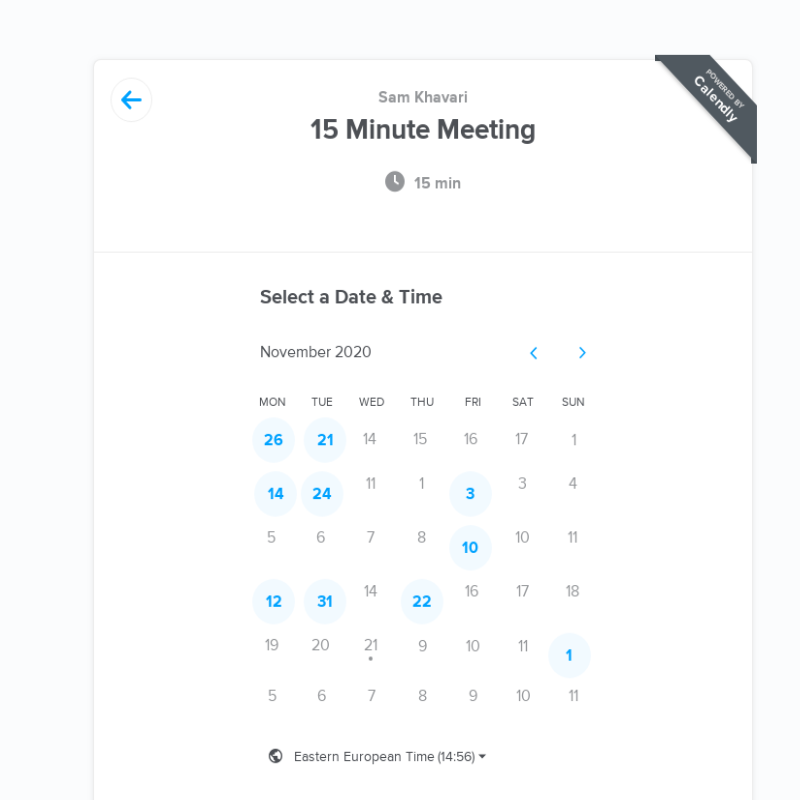 POWERED BY
Calendly
Sam Khavari
15 Minute Meeting
15 min
Select a Date & Time
November 2020
MON TUE WED THU FRI SAT SUN
26 21 14 15 16 17 1
14 24 11 1 3 3 4
5 6 7 8 10 10 11
12 31 14 22 16 17 18
19 20 21 9 10 11 1
5 6 7 8 9 10 11
Eastern European Time (14:56)